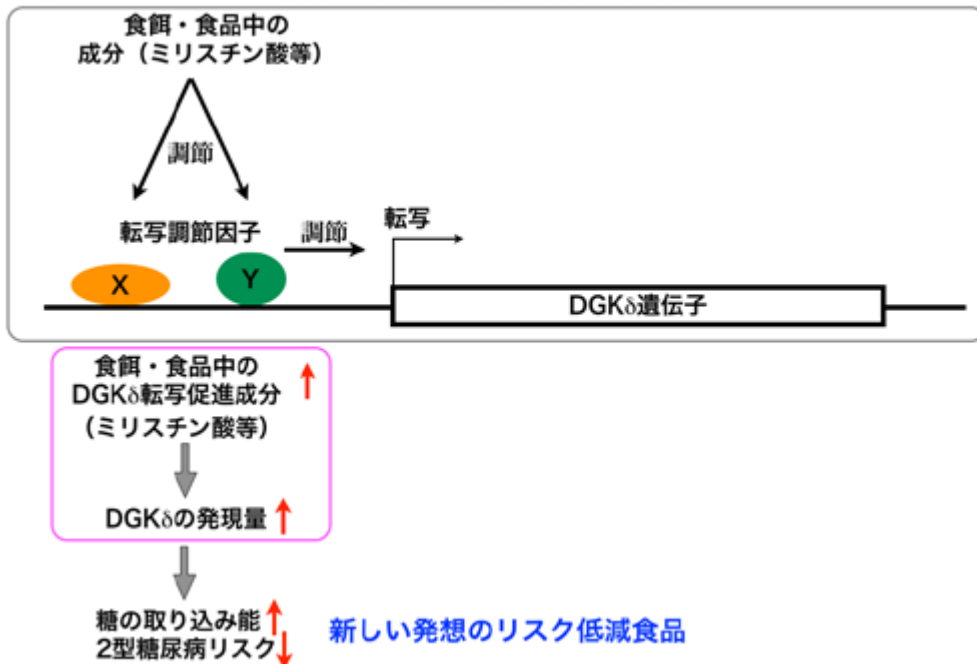 食餌・食品中の
成分（ミリスチン酸等）
調節
転写調節因子
調節
転写
X
Y
DGKδ遺伝子
食餌・食品中の
DGKδ転写促進成分
（ミリスチン酸等）
DGKδの発現量
糖の取り込み能
2型糖尿病リスク
新しい発想のリスク低減食品